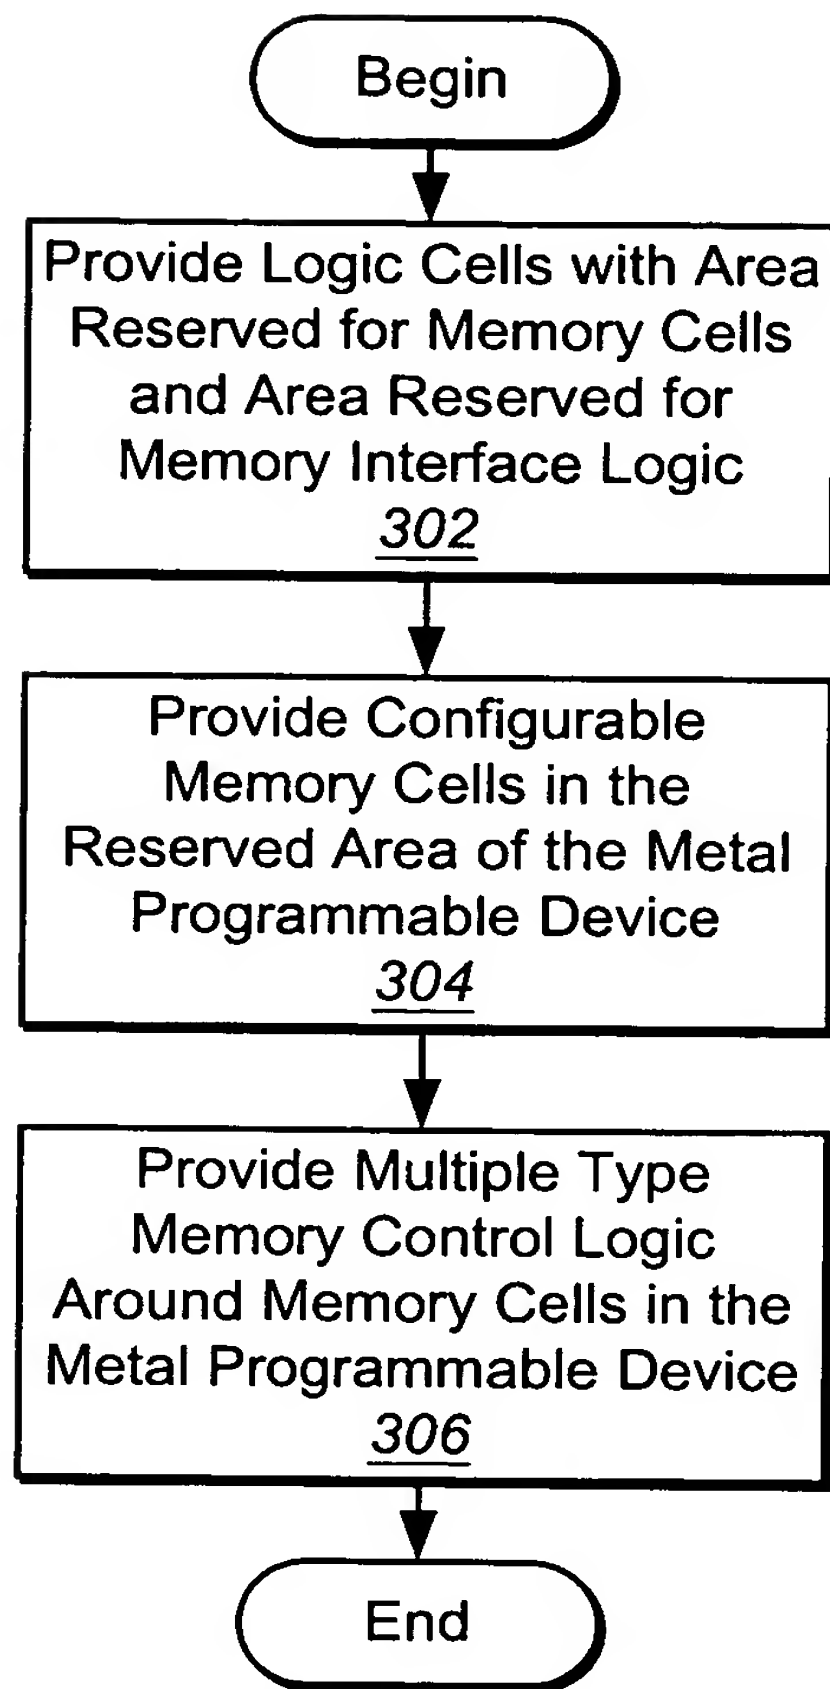 Begin
Provide Logic Cells with Area
Reserved for Memory Cells
and Area Reserved for
Memory Interface Logic
302
Provide Configurable
Memory Cells in the
Reserved Area of the Metal
Programmable Device
304
Provide Multiple Type
Memory Control Logic
Around Memory Cells in the
Metal Programmable Device
306
End